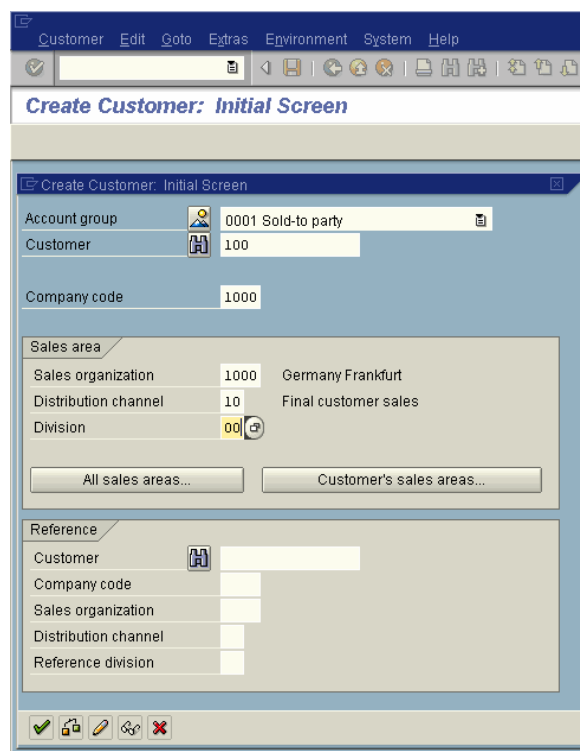 Customer Edit Goto Extras Environment System Help
Create Customer: Initial Screen
Create Customer: Initial Screen
Account group 0001 Sold-to party
Customer 100
Company code 1000
Sales area
Sales organization 1000 Germany Frankfurt
Distribution channel 10 Final customer sales
Division 00
All sales areas... Customer's sales areas...
Reference
Customer
Company code
Sales organization
Distribution channel
Reference division